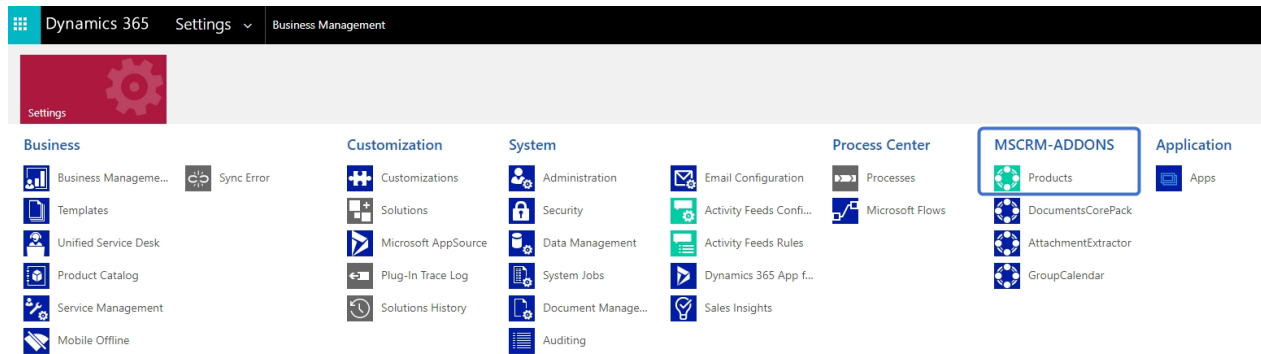 Dynamics 365 Settings Business Management
Settings
Business
Business Manageme...
Sync Error
Templates
Unified Service Desk
Product Catalog
Service Management
Mobile Offline
Customization
Customizations
Solutions
Microsoft AppSource
Plug-In Trace Log
Solutions History
System
Administration
Security
Data Management
System Jobs
Document Manage...
Auditing
Email Configuration
Activity Feeds Confi...
Activity Feeds Rules
Dynamics 365 App f...
Sales Insights
Process Center
Processes
Microsoft Flows
MSCRM-ADDONS
Products
DocumentsCorePack
AttachmentExtractor
GroupCalendar
Application
Apps